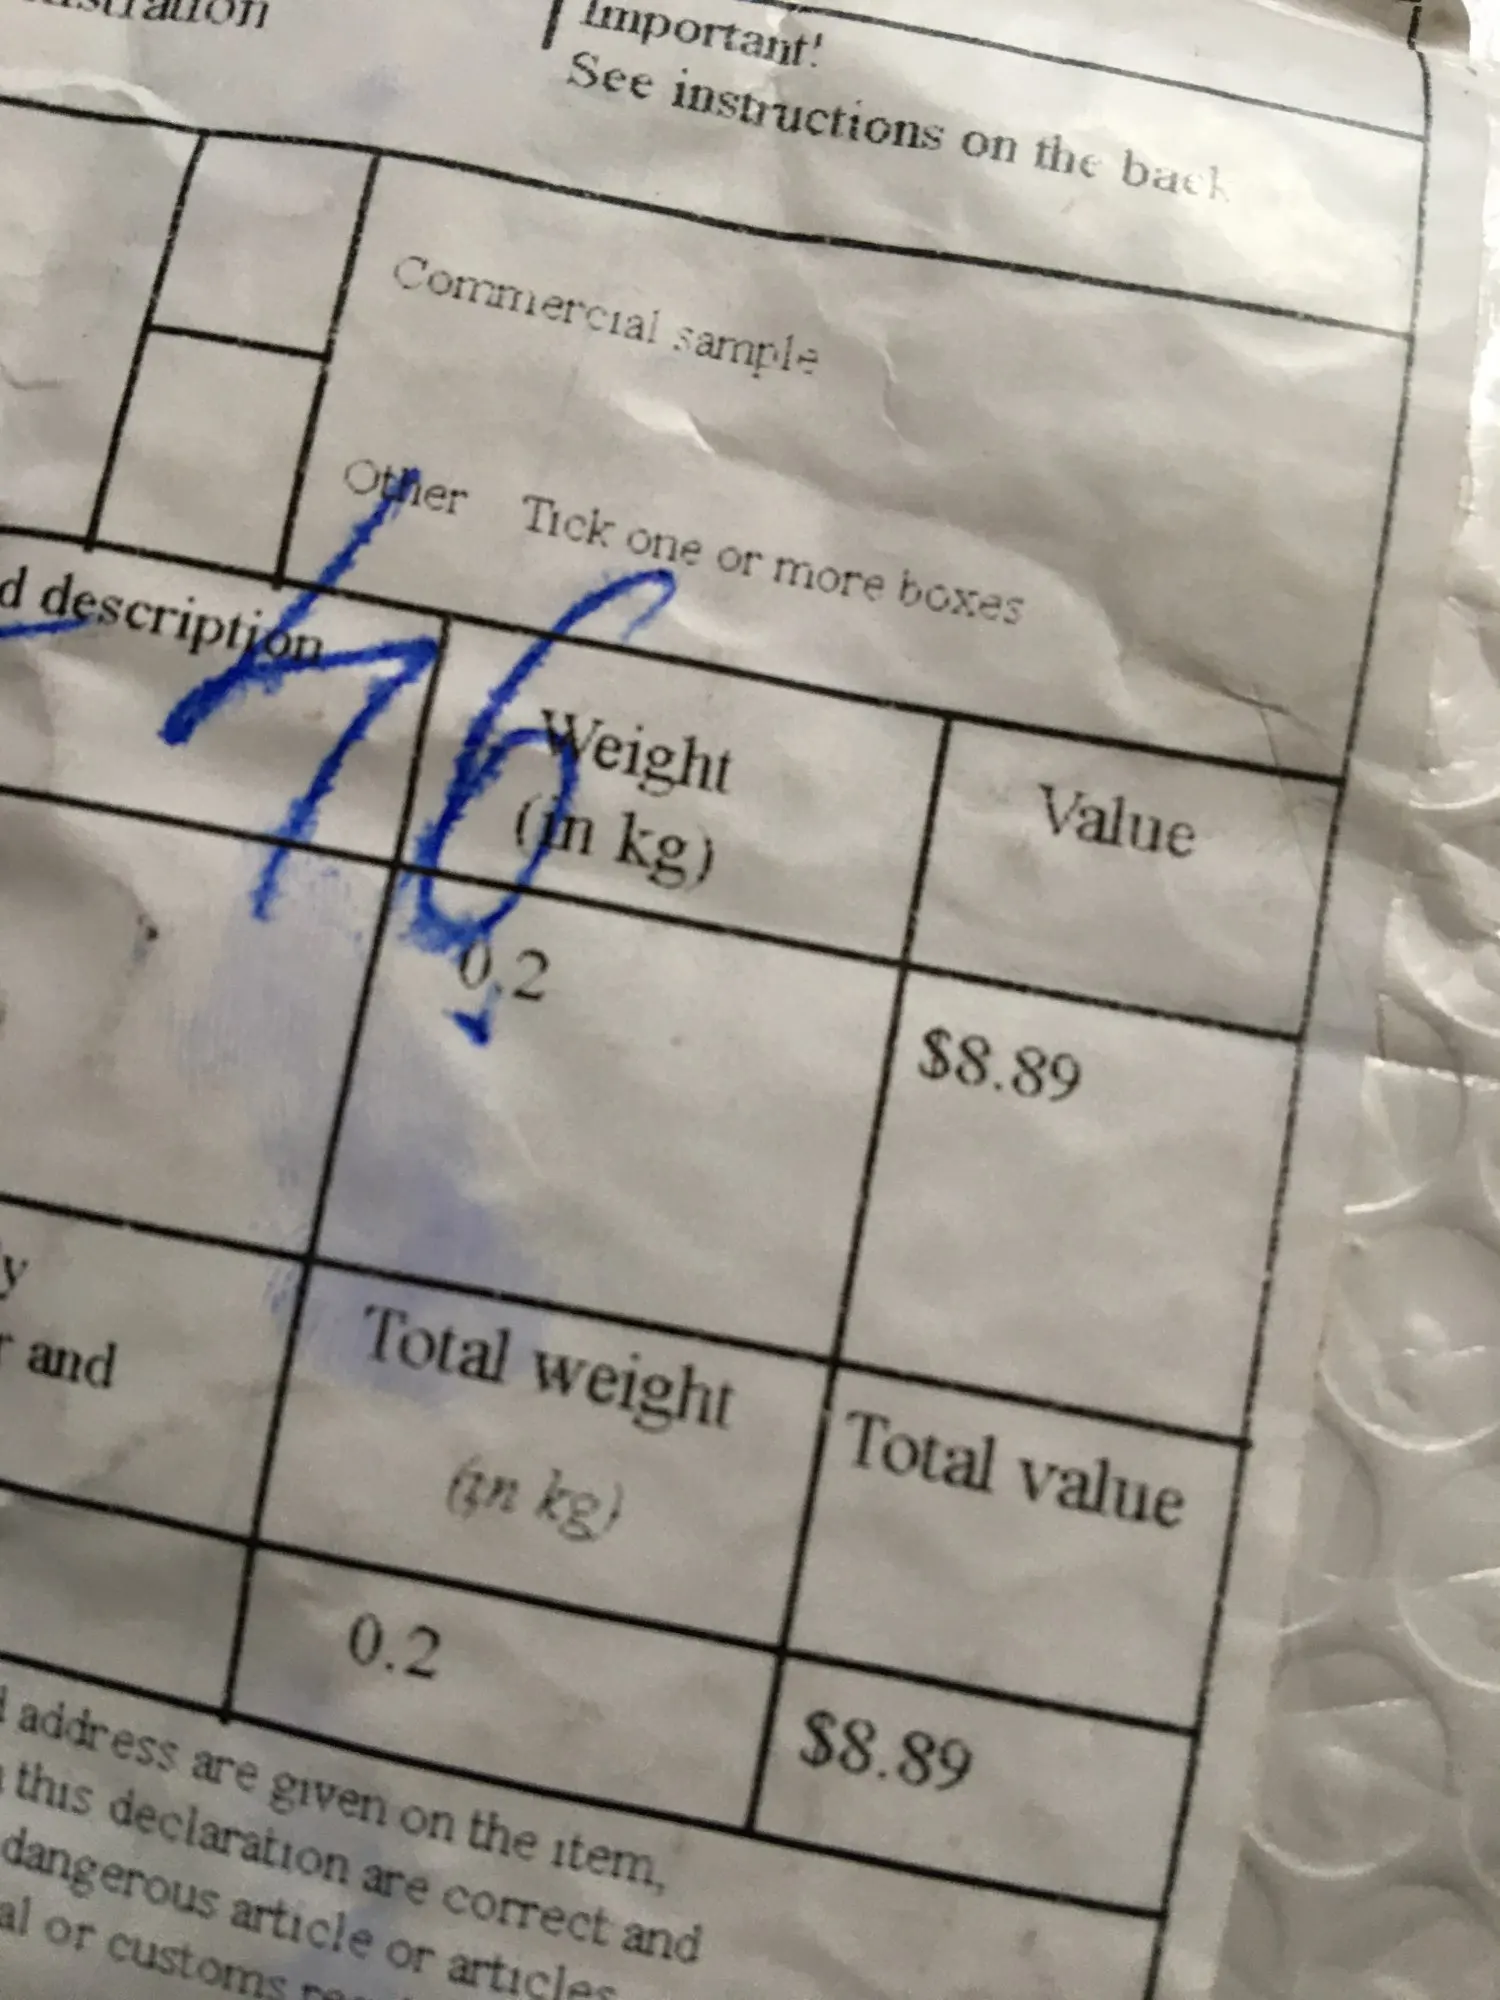 Important!
See instructions on the back
Commercial sample
Other Tick one or more boxes
description
Weight
(in kg)
Value
0.2
$8.89
y
and
Total weight
(in kg)
Total value
0.2
$8.89
address are given on the item,
this declaration are correct and
dangerous article or articles
or customs